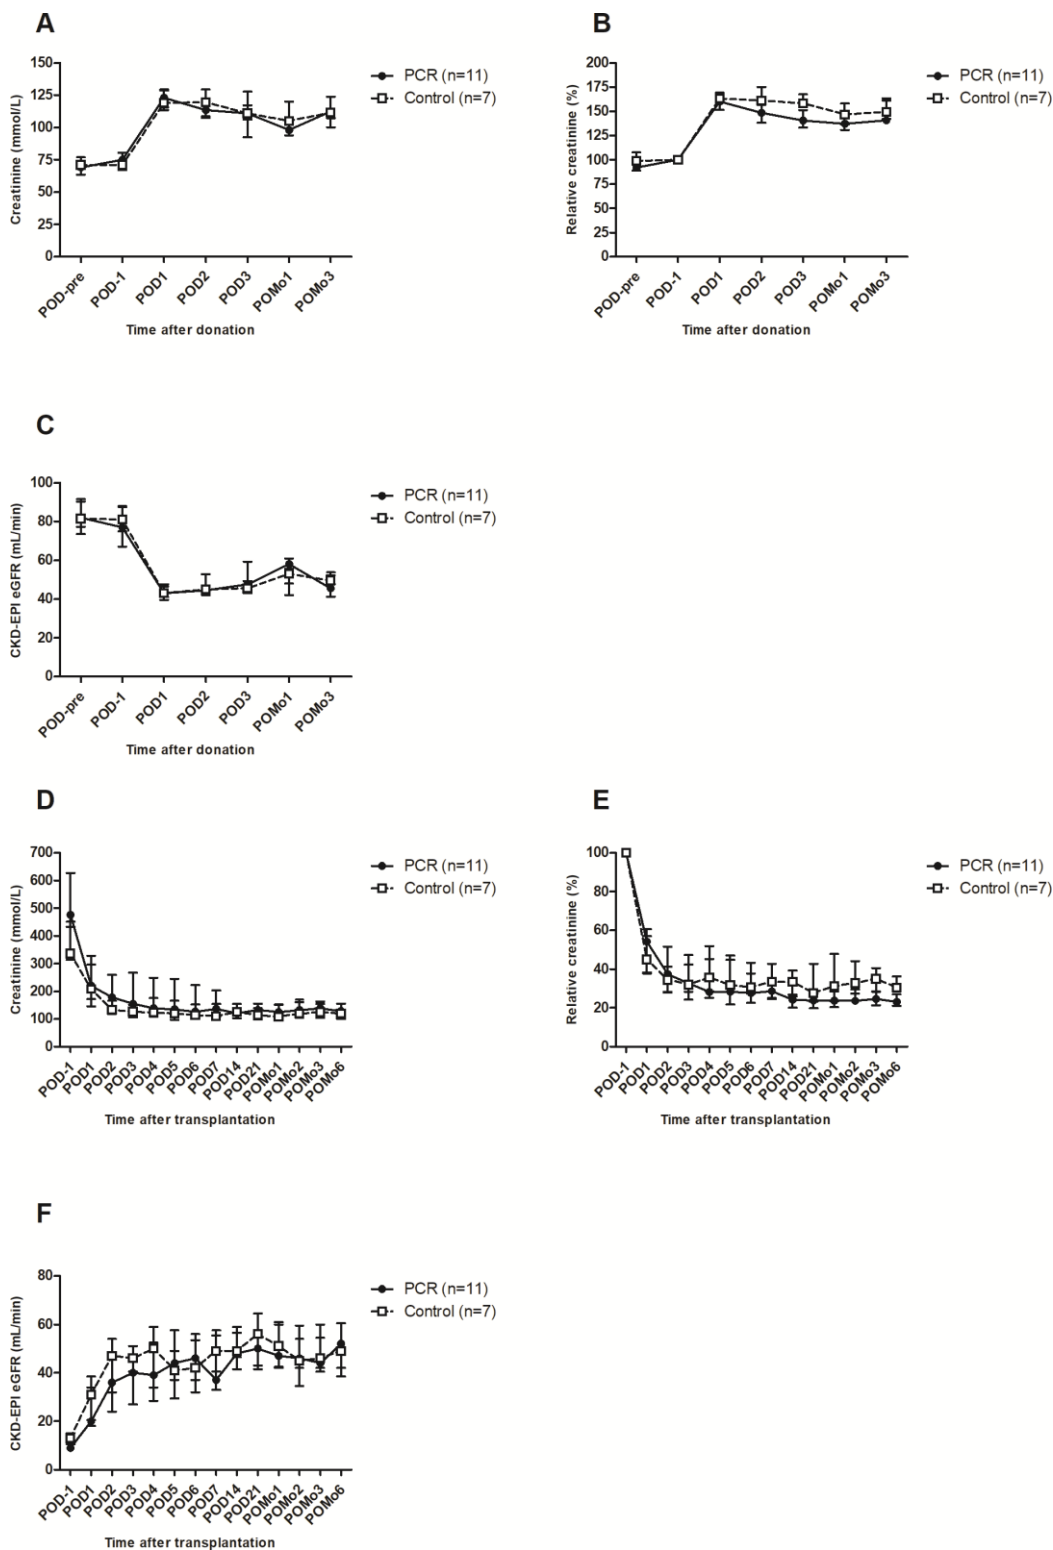 A
Creatinine (mmol/L)
150
125
100
75
50
25
0
POD-pre
POD-1
POD1
POD2
POD3
POMo1
POMo3
Time after donation
PCR (n=11)
Control (n=7)
B
Relative creatinine (%)
200
175
150
125
100
75
50
25
0
POD-pre
POD-1
POD1
POD2
POD3
POMo1
POMo3
Time after donation
PCR (n=11)
Control (n=7)
C
CKD-EPI eGFR (mL/min)
100
80
60
40
20
0
POD-pre
POD-1
POD1
POD2
POD3
POMo1
POMo3
Time after donation
PCR (n=11)
Control (n=7)
D
Creatinine (mmol/L)
700
600
500
400
300
200
100
0
POD-1
POD1
POD2
POD3
POD4
POD5
POD6
POD7
POD14
POD21
POMo1
POMo2
POMo3
POMo6
Time after transplantation
PCR (n=11)
Control (n=7)
E
Relative creatinine (%)
100
80
60
40
20
0
POD-1
POD1
POD2
POD3
POD4
POD5
POD6
POD7
POD14
POD21
POMo1
POMo2
POMo3
POMo6
Time after transplantation
PCR (n=11)
Control (n=7)
F
CKD-EPI eGFR (mL/min)
80
60
40
20
0
POD-1
POD1
POD2
POD3
POD4
POD5
POD6
POD7
POD14
POD21
POMo1
POMo2
POMo3
POMo6
Time after transplantation
PCR (n=11)
Control (n=7)